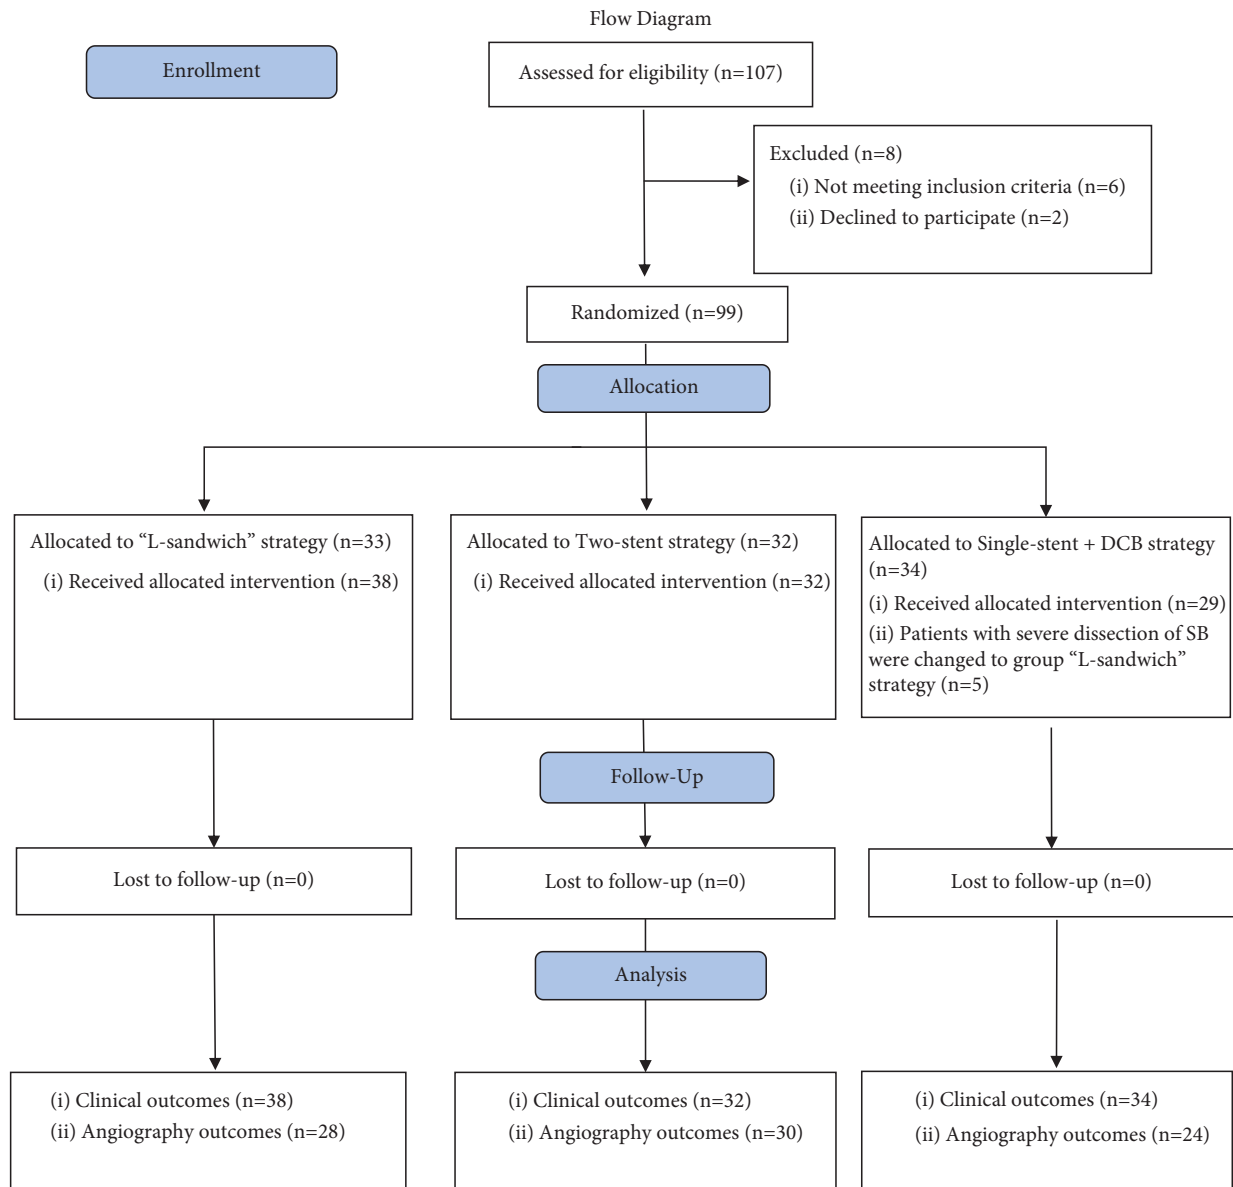 Flow Diagram
Enrollment
Assessed for eligibility (n=107)
Excluded (n=8)
(i) Not meeting inclusion criteria (n=6)
(ii) Declined to participate (n=2)
Randomized (n=99)
Allocation
Allocated to “L-sandwich” strategy (n=33)
(i) Received allocated intervention (n=38)
Allocated to Two-stent strategy (n=32)
(i) Received allocated intervention (n=32)
Allocated to Single-stent + DCB strategy
(n=34)
(i) Received allocated intervention (n=29)
(ii) Patients with severe dissection of SB
were changed to group “L-sandwich”
strategy (n=5)
Follow-Up
Lost to follow-up (n=0)
Lost to follow-up (n=0)
Lost to follow-up (n=0)
Analysis
(i) Clinical outcomes (n=38)
(ii) Angiography outcomes (n=28)
(i) Clinical outcomes (n=32)
(ii) Angiography outcomes (n=30)
(i) Clinical outcomes (n=34)
(ii) Angiography outcomes (n=24)